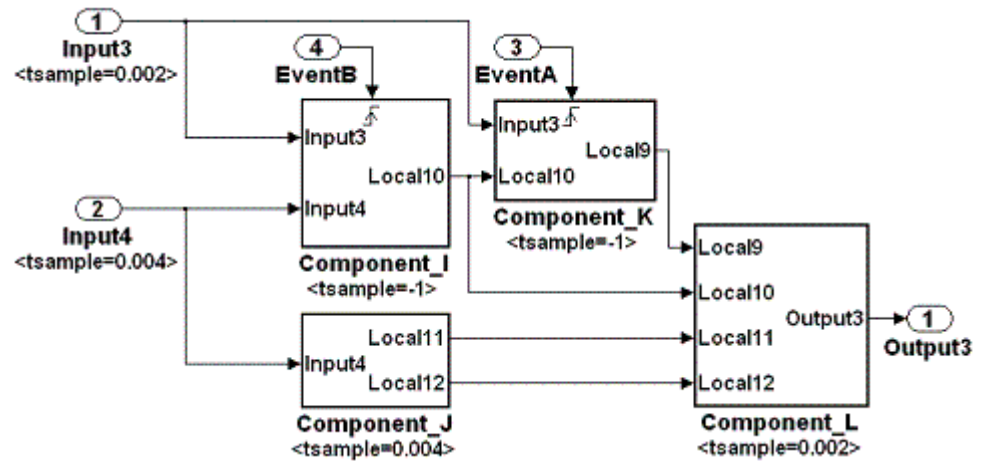 1
Input3
<tsample=0.002>
4
EventB
3
EventA
Input3
Local10
Input4
Component_I
<tsample=-1>
Input3
Local9
Local10
Component_K
<tsample=-1>
2
Input4
<tsample=0.004>
Input4
Local11
Local12
Component_J
<tsample=0.004>
Local9
Local10
Output3
Local11
Local12
Component_L
<tsample=0.002>
1
Output3